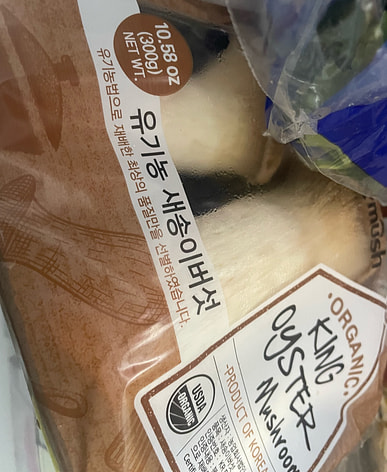 10.58 oz
(300g)
NET WT.
유기농 새송이버섯
유기농법으로 재배한 최상의 품질만을 선별하였습니다.
mush
·ORGANIC·
KING
OYSTER
MUSHROO
-PRODUCT OF KOREA
USDA
ORGANIC